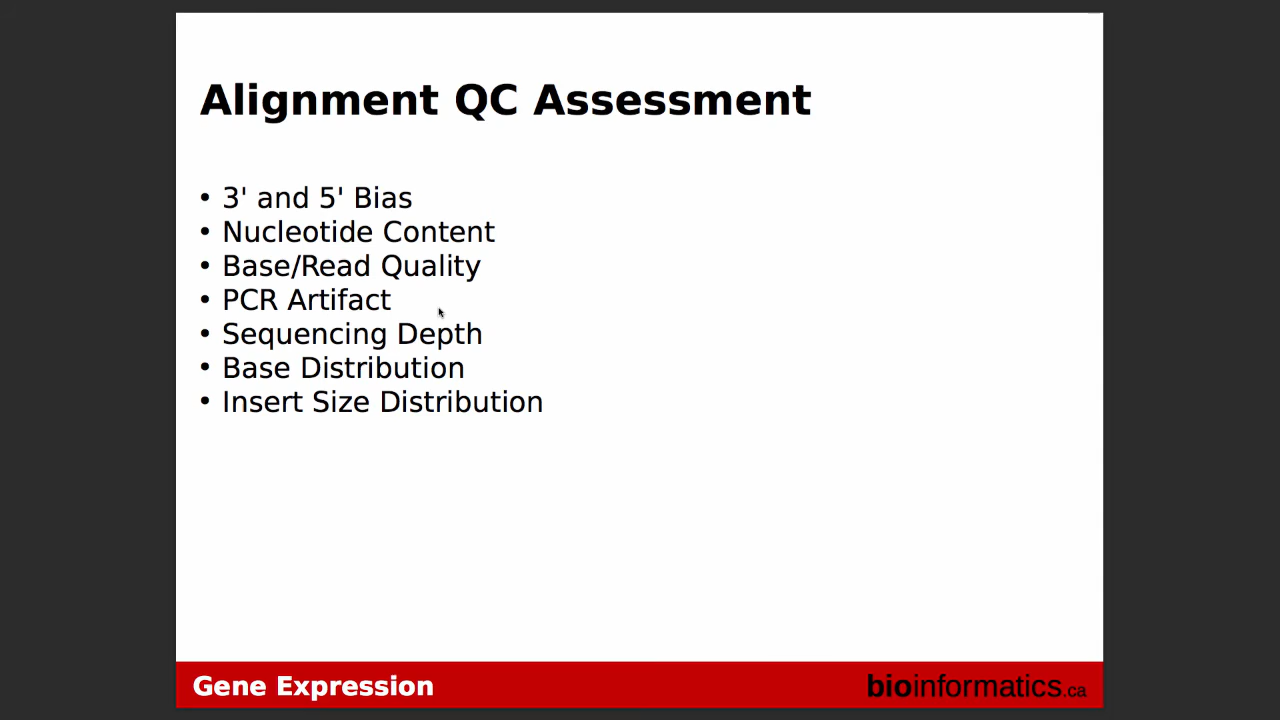 Alignment QC Assessment
• 3' and 5' Bias
• Nucleotide Content
• Base/Read Quality
• PCR Artifact
• Sequencing Depth
• Base Distribution
• Insert Size Distribution
Gene Expression
bioinformatics.ca